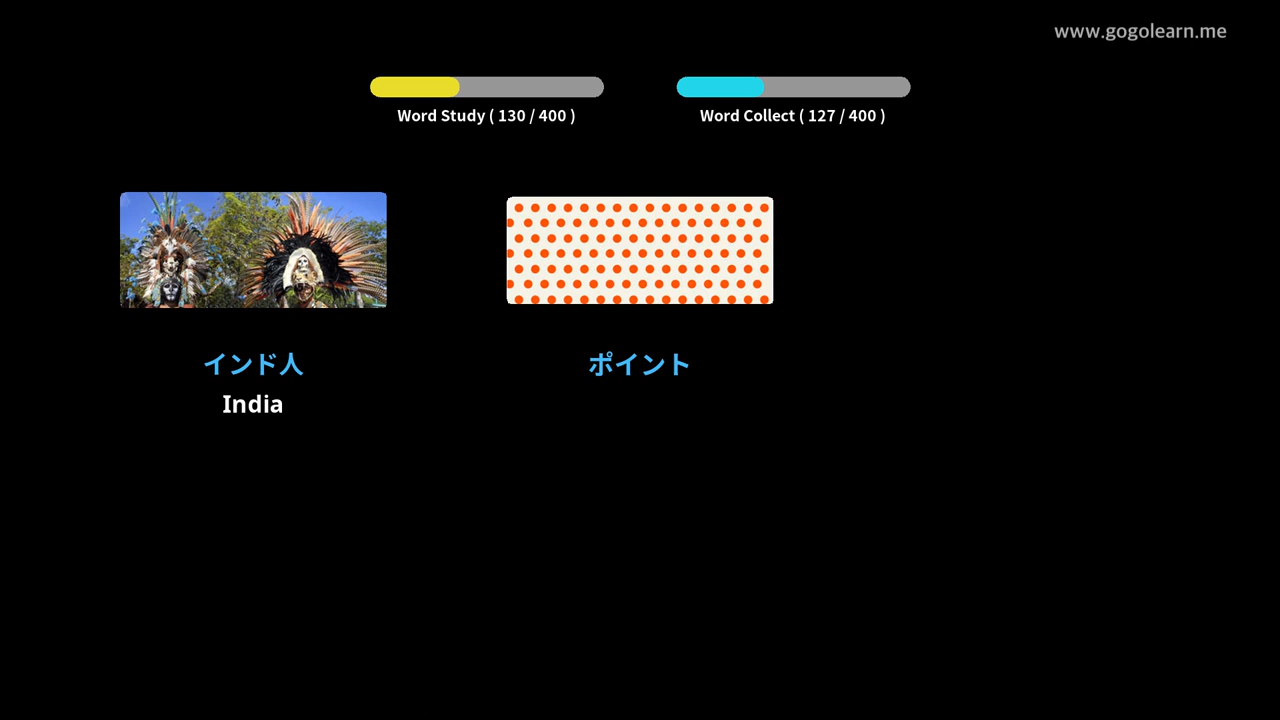 www.gogolearn.me
Word Study ( 130 / 400 )
Word Collect ( 127 / 400 )
インド人
India
ポイント